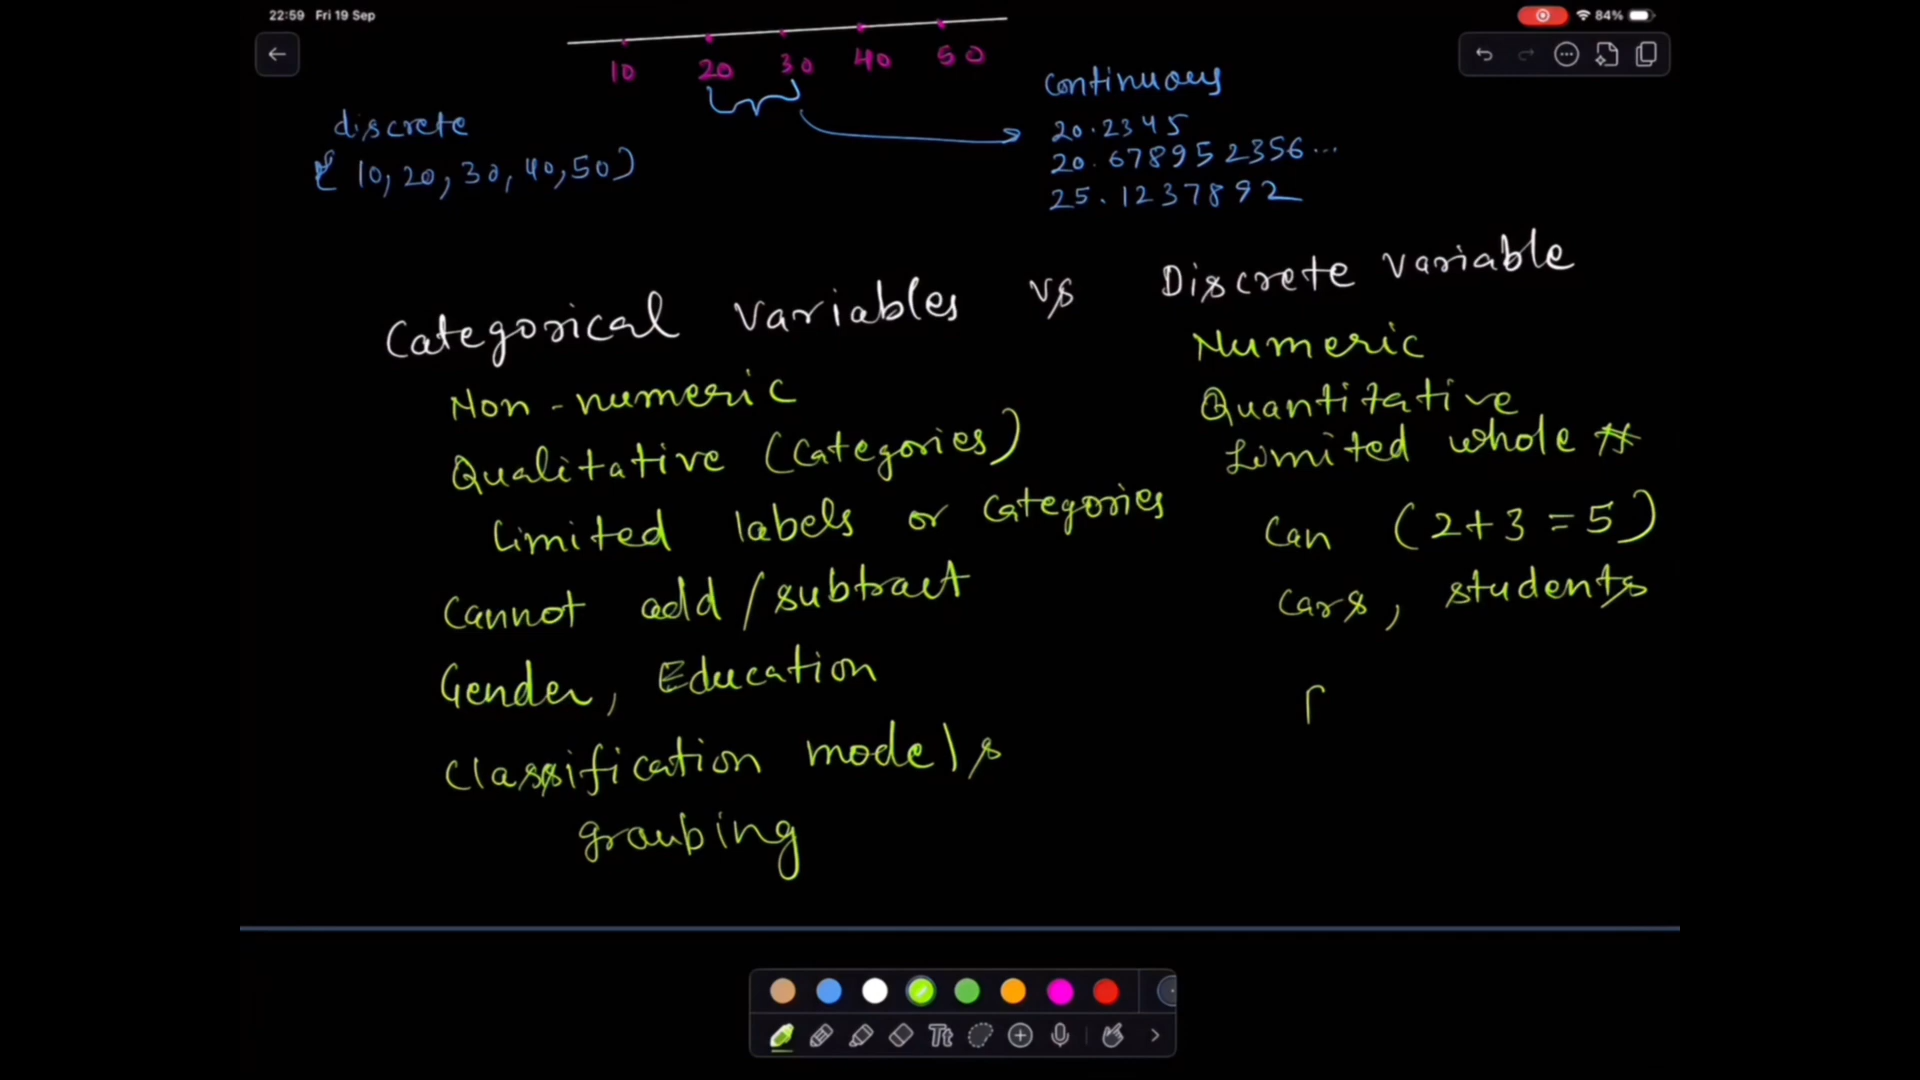 22:59 Fri 19 Sep
84%
10 20 30 40 50
continuous
discrete
{ 10, 20, 30, 40, 50)
20.2345
20.678952356...
25.1237892
Categorical variables vs Discrete variable
Non-numeric
Numeric
Qualitative (Categories)
Quantitative
Limited labels or categories
Limited whole #
Cannot add/subtract
Can (2+3=5)
Gender, Education
Cars, students
Classification models
grouping
Tt